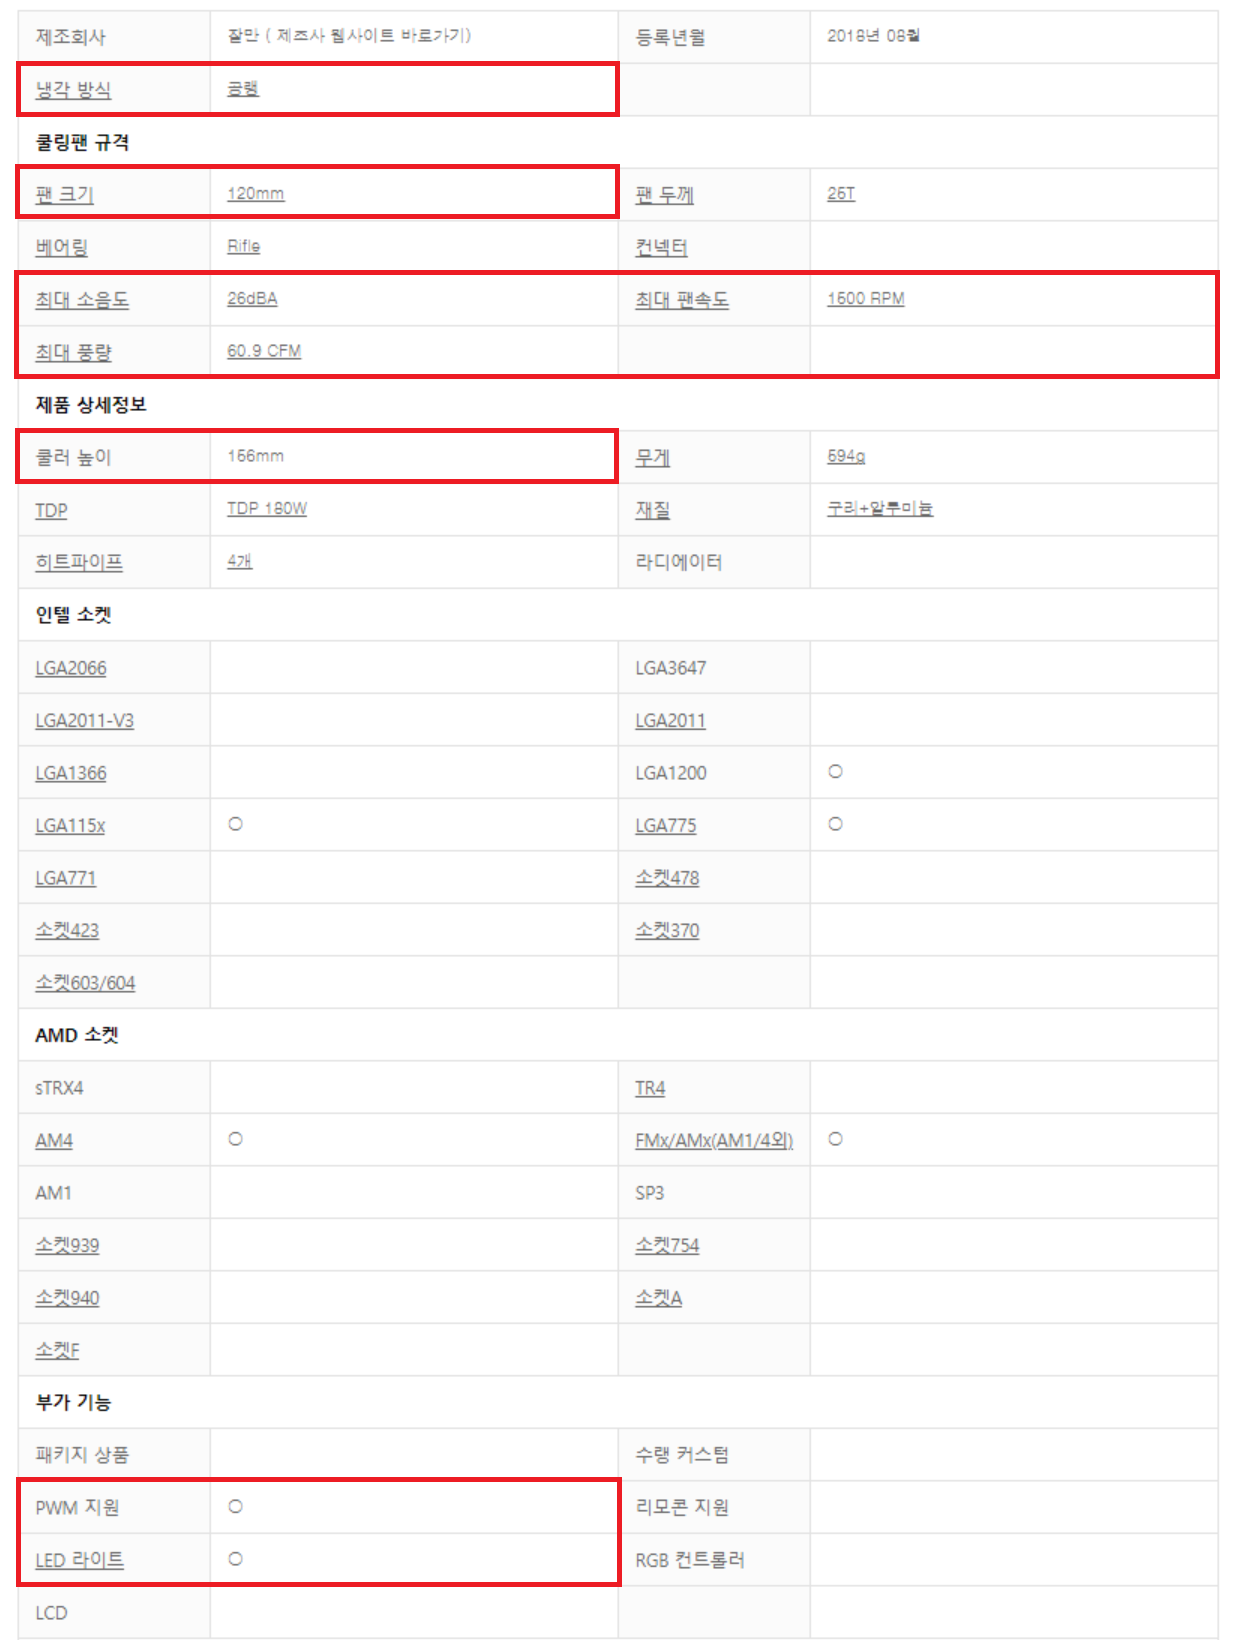 제조회사 잘만 ( 제조사 웹사이트 바로가기) 등록년월 2018년 08월
냉각 방식 공랭
쿨링팬 규격
팬 크기 120mm 팬 두께 25T
베어링 Rifle 컨넥터
최대 소음도 26dBA 최대 팬속도 1500 RPM
최대 풍량 60.9 CFM
제품 상세정보
쿨러 높이 156mm 무게 594g
TDP TDP 180W 재질 구리+알루미늄
히트파이프 4개 라디에이터
인텔 소켓
LGA2066 LGA3647
LGA2011-V3 LGA2011
LGA1366 LGA1200 ○
LGA115x ○ LGA775 ○
LGA771 소켓478
소켓423 소켓370
소켓603/604
AMD 소켓
sTRX4 TR4
AM4 ○ FMx/AMx(AM1/4외) ○
AM1 SP3
소켓939 소켓754
소켓940 소켓A
소켓F
부가 기능
패키지 상품 수랭 커스텀
PWM 지원 ○ 리모콘 지원
LED 라이트 ○ RGB 컨트롤러
LCD